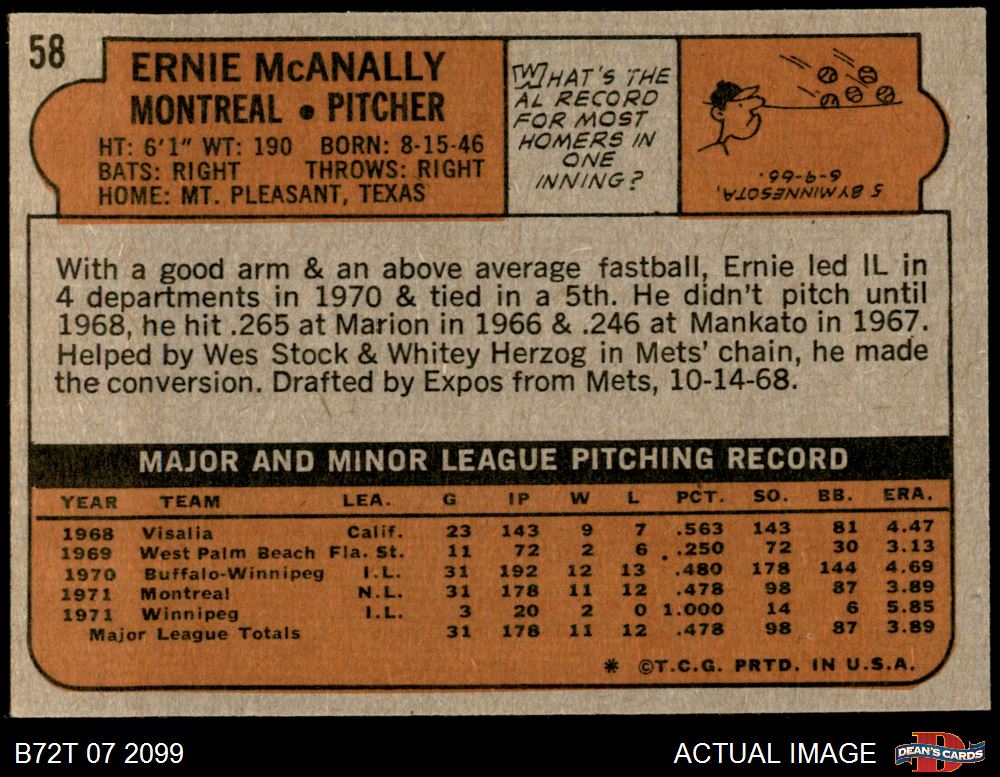 58
ERNIE McANALLY
MONTREAL • PITCHER
HT: 6'1" WT: 190 BORN: 8-15-46
BATS: RIGHT THROWS: RIGHT
HOME: MT. PLEASANT, TEXAS
WHAT'S THE
AL RECORD
FOR MOST
HOMERS IN
ONE
INNING?
5 BY MINNESOTA,
6-9-66.
With a good arm & an above average fastball, Ernie led IL in
4 departments in 1970 & tied in a 5th. He didn't pitch until
1968, he hit .265 at Marion in 1966 & .246 at Mankato in 1967.
Helped by Wes Stock & Whitey Herzog in Mets' chain, he made
the conversion. Drafted by Expos from Mets, 10-14-68.
MAJOR AND MINOR LEAGUE PITCHING RECORD
YEAR TEAM LEA. G IP W L PCT. SO. BB. ERA.
1968 Visalia Calif. 23 143 9 7 .563 143 81 4.47
1969 West Palm Beach Fla. St. 11 72 2 6 .250 72 30 3.13
1970 Buffalo-Winnipeg I.L. 31 192 12 13 .480 178 144 4.69
1971 Montreal N.L. 31 178 11 12 .478 98 87 3.89
1971 Winnipeg I.L. 3 20 2 0 1.000 14 6 5.85
Major League Totals 31 178 11 12 .478 98 87 3.89
* ©T.C.G. PRTD. IN U.S.A.
B72T 07 2099
ACTUAL IMAGE
DEAN'S CARDS